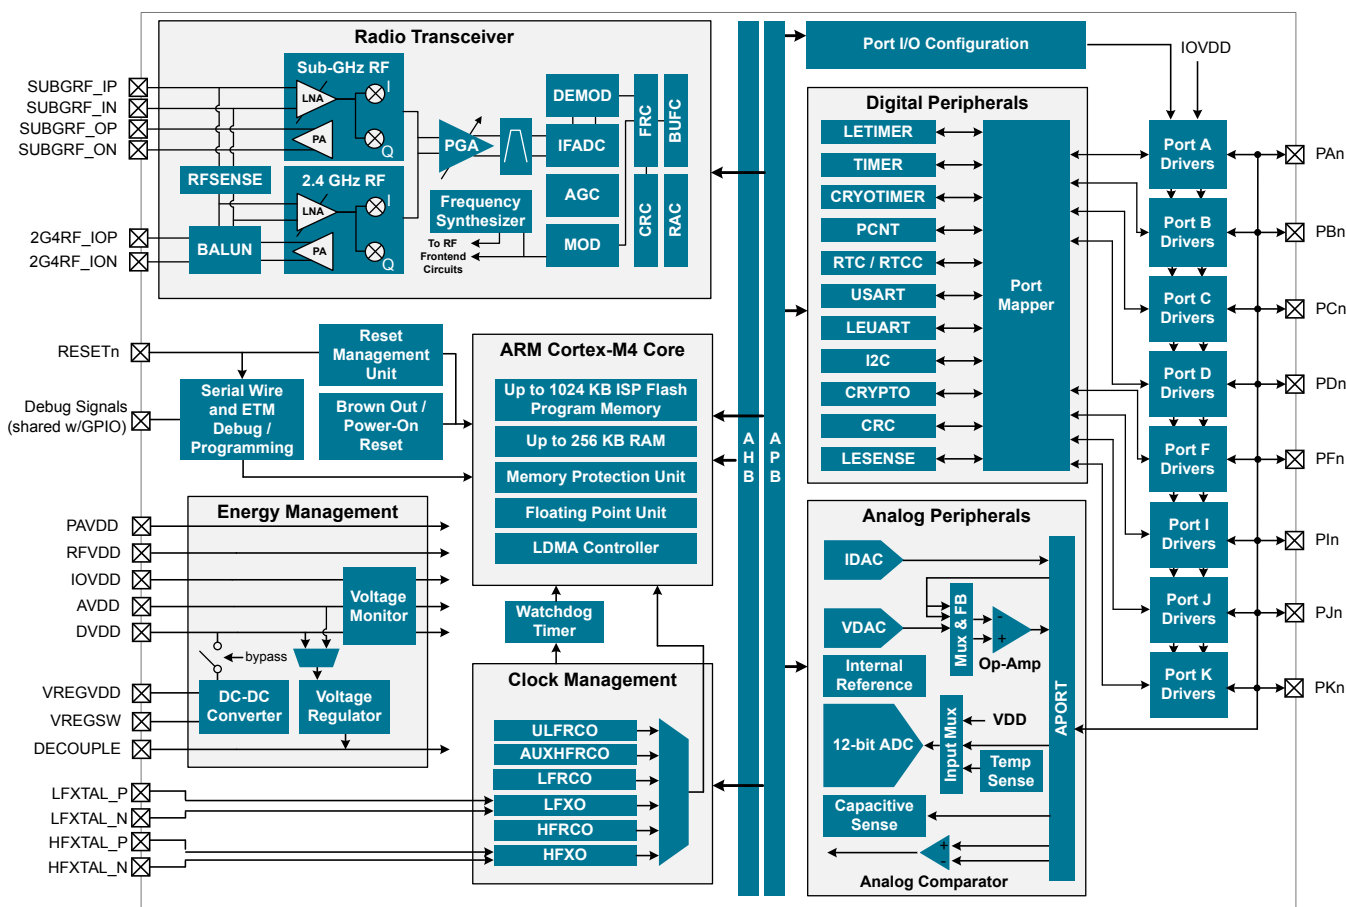 Radio Transceiver
SUBGRF_IP
SUBGRF_IN
SUBGRF_OP
SUBGRF_ON
2G4RF_IOP
2G4RF_ION
Sub-GHz RF
LNA
I
PA
Q
RFSENSE
2.4 GHz RF
LNA
I
PA
Q
BALUN
PGA
Frequency
Synthesizer
To RF
Frontend
Circuits
DEMOD
IFADC
AGC
MOD
FRC
BUFC
CRC
RAC
RESETn
Debug Signals
(shared w/GPIO)
Reset
Management
Unit
Serial Wire
and ETM
Debug /
Programming
Brown Out /
Power-On
Reset
ARM Cortex-M4 Core
Up to 1024 KB ISP Flash
Program Memory
Up to 256 KB RAM
Memory Protection Unit
Floating Point Unit
LDMA Controller
Watchdog
Timer
Energy Management
PAVDD
RFVDD
IOVDD
AVDD
DVDD
VREGVDD
VREGSW
DECOUPLE
Voltage
Monitor
bypass
DC-DC
Converter
Voltage
Regulator
LFXTAL_P
LFXTAL_N
HFXTAL_P
HFXTAL_N
Clock Management
ULFRCO
AUXHFRCO
LFRCO
LFXO
HFRCO
HFXO
A
H
B
A
P
B
Port I/O Configuration
IOVDD
Digital Peripherals
LETIMER
TIMER
CRYOTIMER
PCNT
RTC / RTCC
USART
LEUART
I2C
CRYPTO
CRC
LESENSE
Port
Mapper
Analog Peripherals
IDAC
VDAC
Mux & FB
-
+
Op-Amp
Internal
Reference
12-bit ADC
Input Mux
VDD
Temp
Sense
Capacitive
Sense
+
-
Analog Comparator
APORT
Port A
Drivers
Port B
Drivers
Port C
Drivers
Port D
Drivers
Port F
Drivers
Port I
Drivers
Port J
Drivers
Port K
Drivers
PAn
PBn
PCn
PDn
PFn
PIn
PJn
PKn